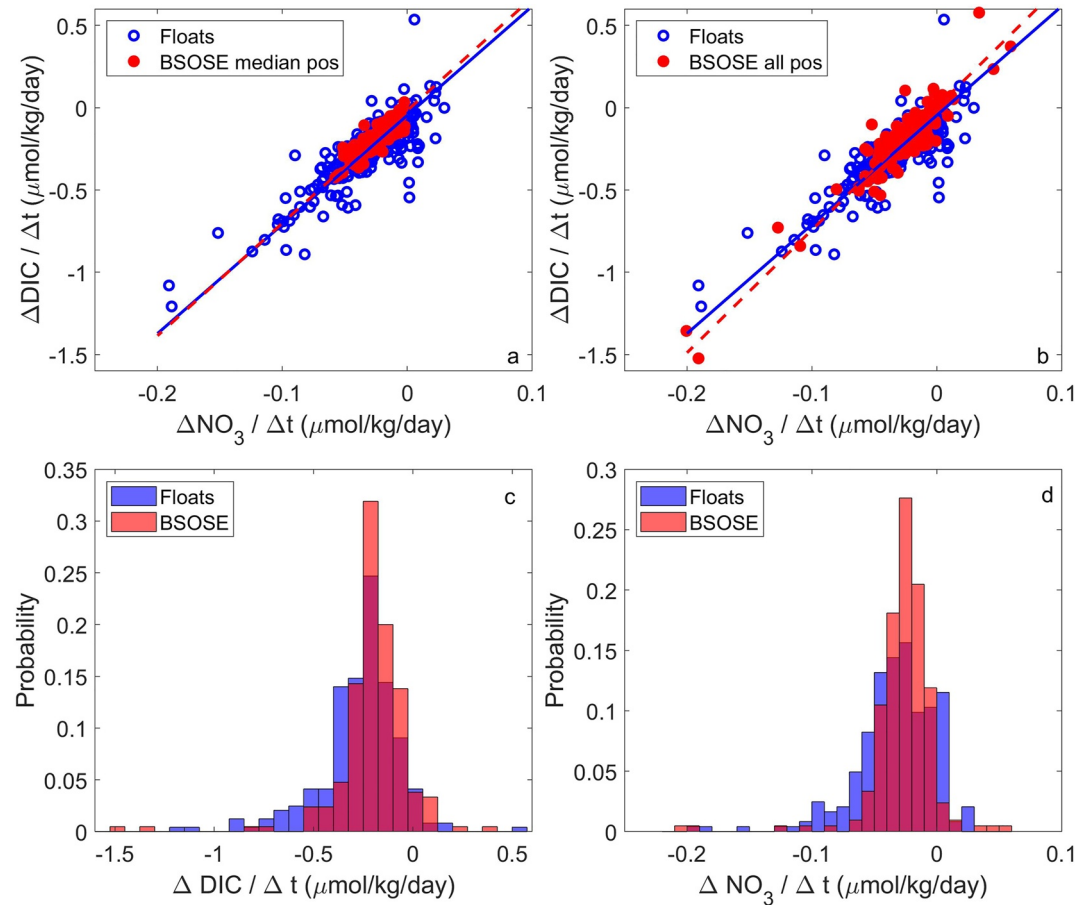 0.5
0
-0.5
-1
-1.5
ΔDIC / Δt (μmol/kg/day)
Floats
BSOSE median pos
a
-0.2
-0.1
0
0.1
ΔNO3 / Δt (μmol/kg/day)
0.5
0
-0.5
-1
-1.5
ΔDIC / Δt (μmol/kg/day)
Floats
BSOSE all pos
b
-0.2
-0.1
0
0.1
ΔNO3 / Δt (μmol/kg/day)
0.35
0.3
0.25
0.2
0.15
0.1
0.05
0
Probability
Floats
BSOSE
c
-1.5
-1
-0.5
0
0.5
Δ DIC / Δ t (μmol/kg/day)
0.3
0.25
0.2
0.15
0.1
0.05
0
Probability
Floats
BSOSE
d
-0.2
-0.1
0
0.1
Δ NO3 / Δ t (μmol/kg/day)